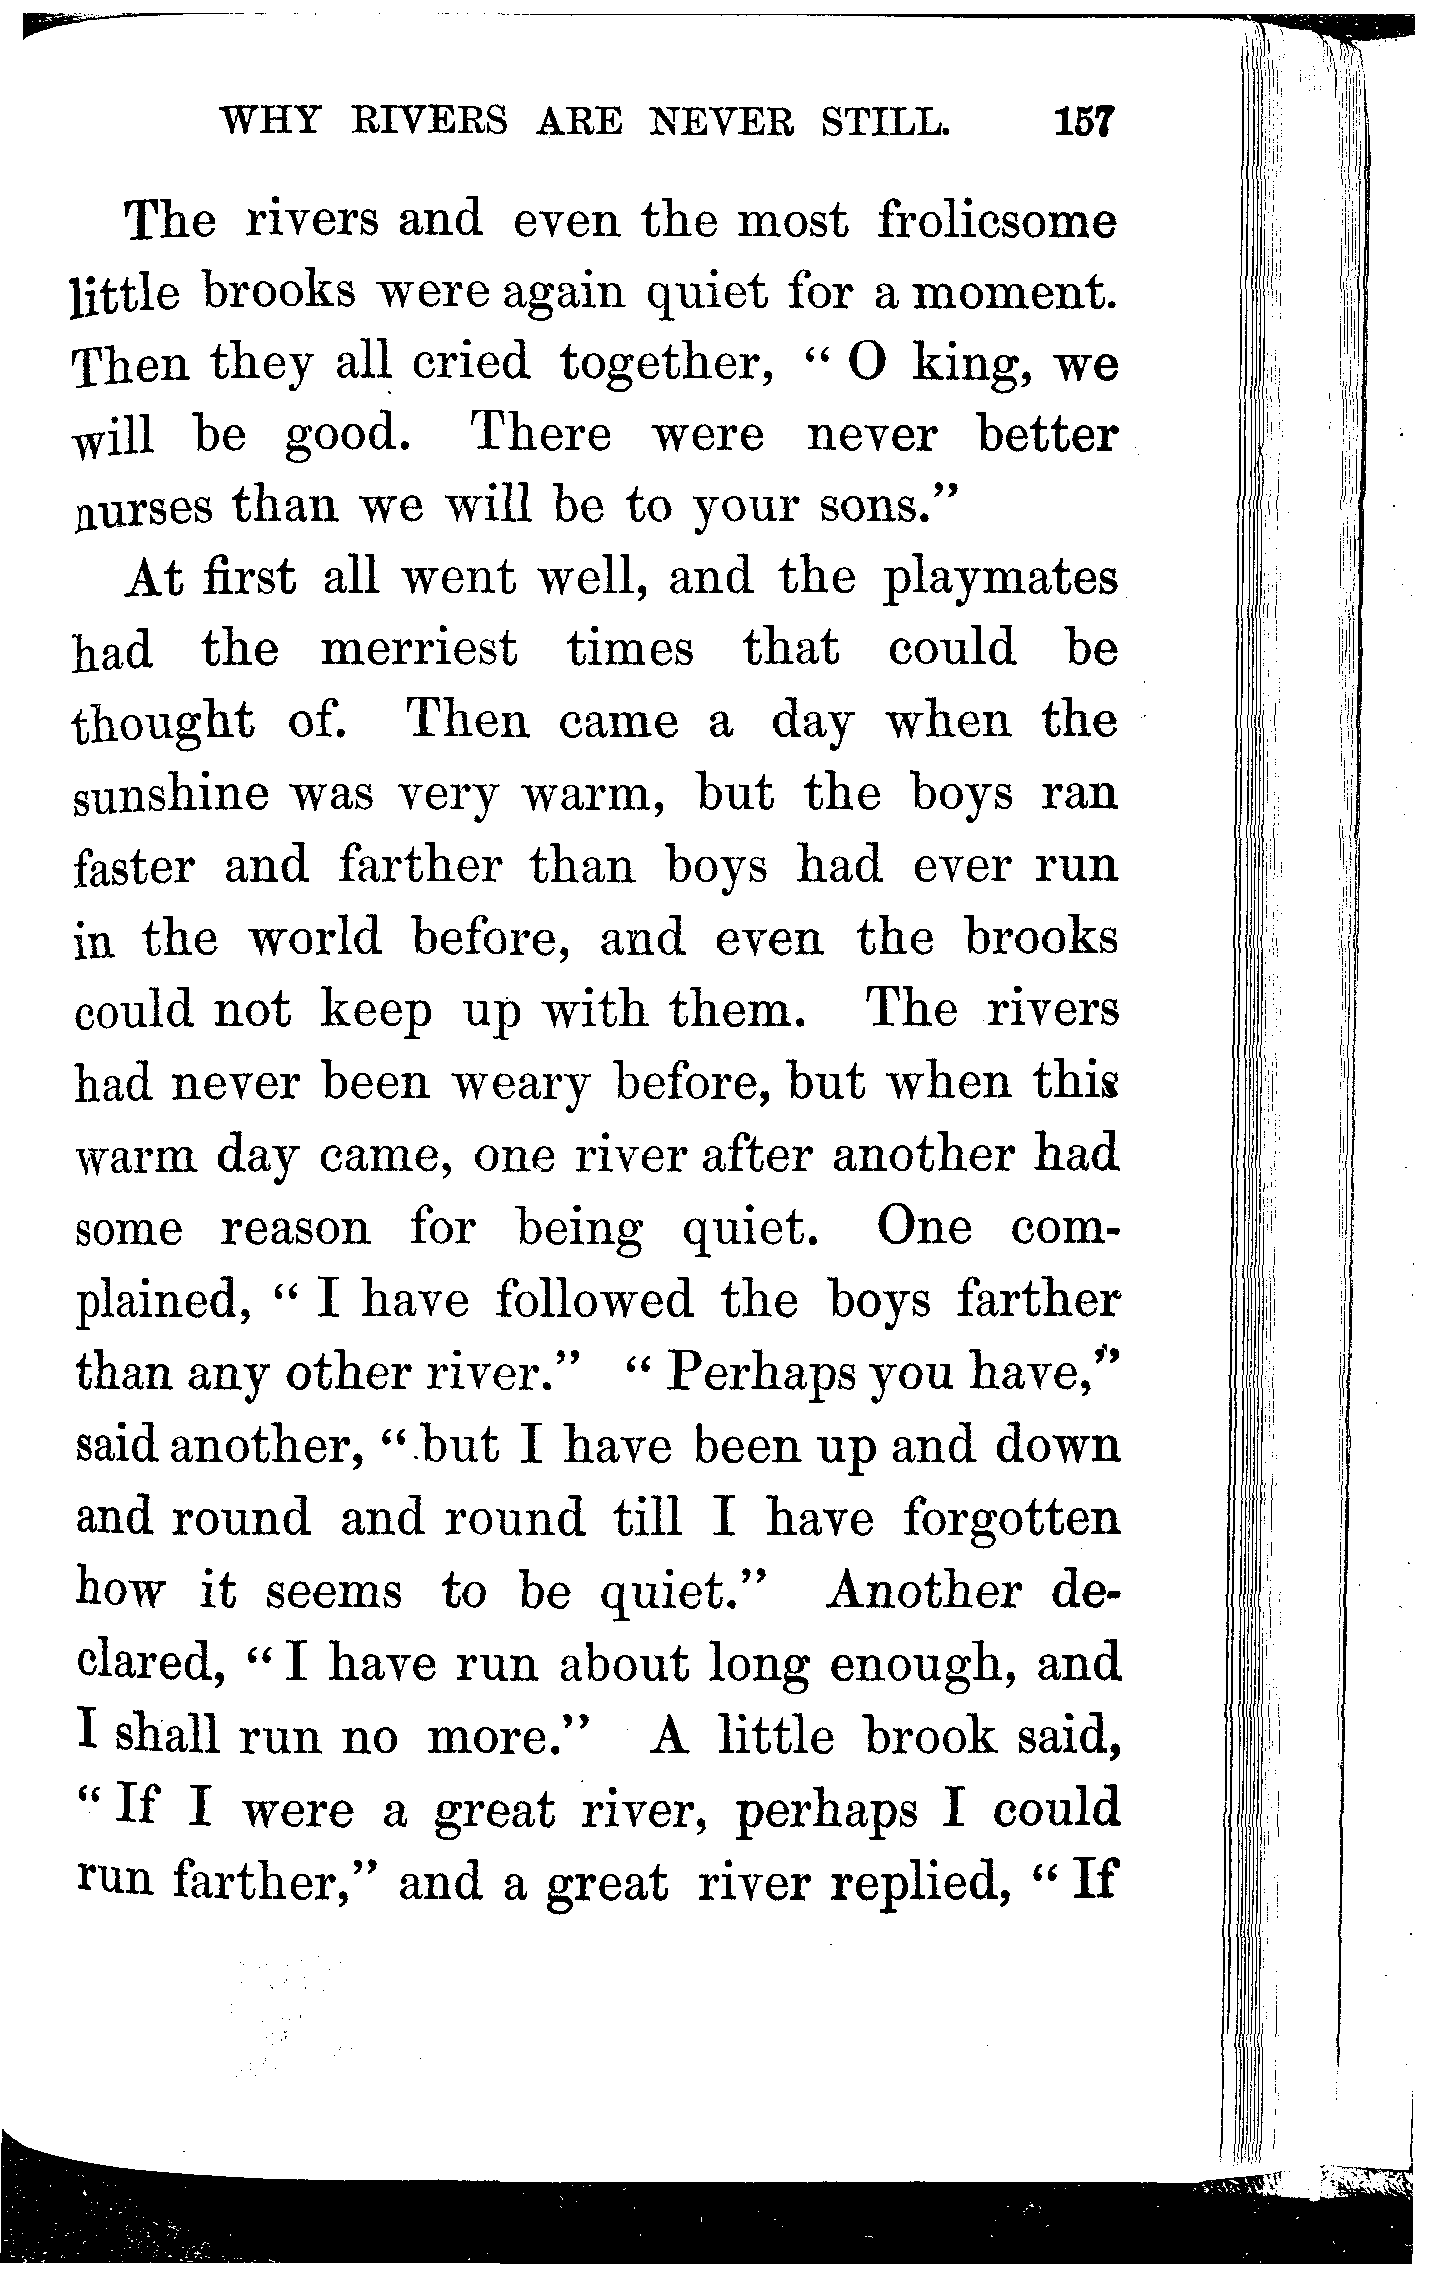 WHY RIVERS ARE NEVER STILL. 157
The rivers and even the most frolicsome
little brooks were again quiet for a moment.
Then they all cried together, “ O king, we
will be good. There were never better
nurses than we will be to your sons.”
At first all went well, and the playmates
had the merriest times that could be
thought of. Then came a day when the
sunshine was very warm, but the boys ran
faster and farther than boys had ever run
in the world before, and even the brooks
could not keep up with them. The rivers
had never been weary before, but when this
warm day came, one river after another had
some reason for being quiet. One com-
plained, “ I have followed the boys farther
than any other river.” “ Perhaps you have,”
said another, “ but I have been up and down
and round and round till I have forgotten
how it seems to be quiet.” Another de-
clared, “ I have run about long enough, and
I shall run no more.” A little brook said,
“ If I were a great river, perhaps I could
run farther,” and a great river replied, “ If